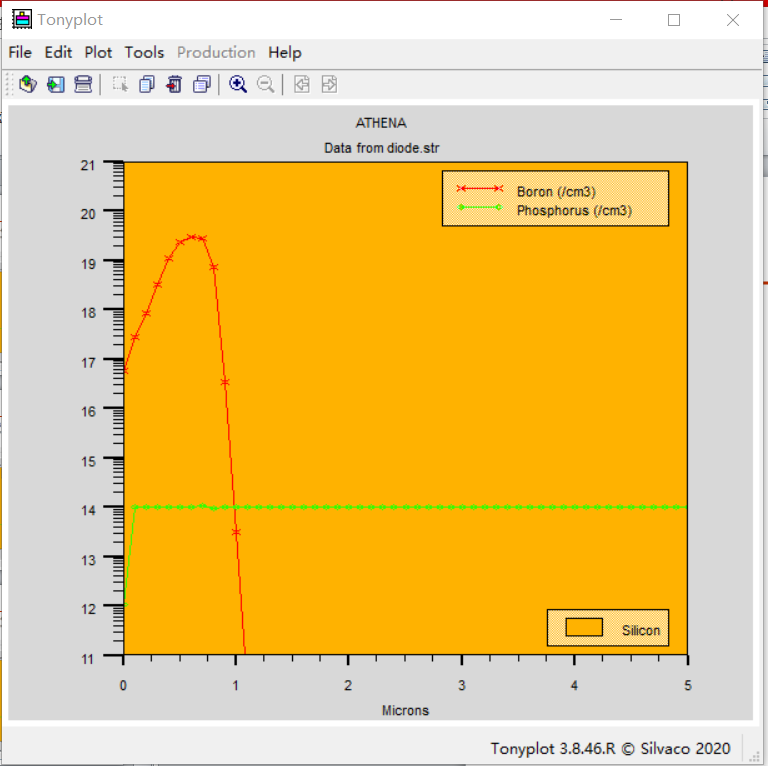 Tonyplot
File Edit Plot Tools Production Help
ATHENA
Data from diode.str
Boron (/cm3)
Phosphorus (/cm3)
21
20
19
18
17
16
15
14
13
12
11
Silicon
0 1 2 3 4 5
Microns
Tonyplot 3.8.46.R © Silvaco 2020